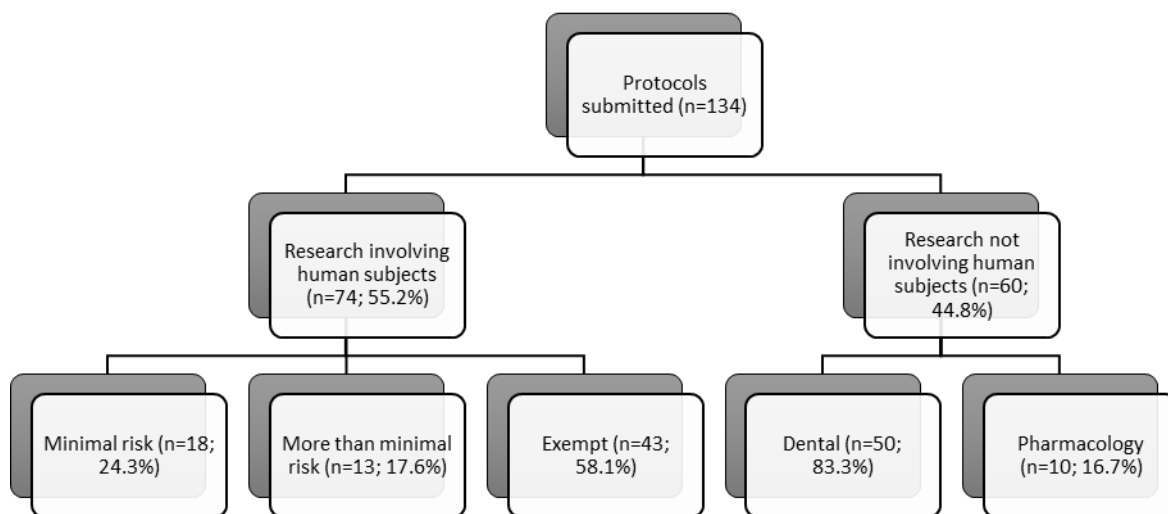 Protocols
submitted (n=134)
Research involving
human subjects
(n=74; 55.2%)
Research not
involving human
subjects (n=60;
44.8%)
Minimal risk (n=18;
24.3%)
More than minimal
risk (n=13; 17.6%)
Exempt (n=43;
58.1%)
Dental (n=50;
83.3%)
Pharmacology
(n=10; 16.7%)